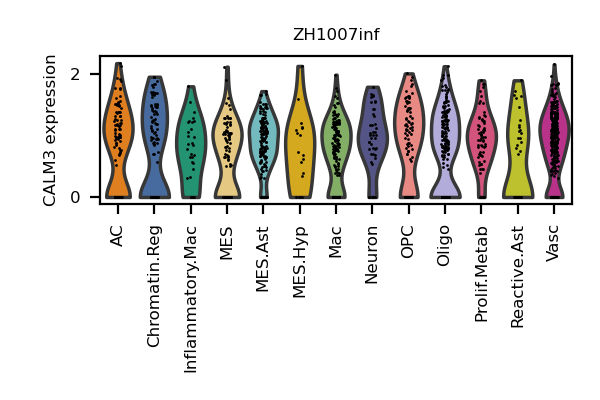 ZH1007inf
CALM3 expression
2
0
AC
Chromatin.Reg
Inflammatory.Mac
MES
MES.Ast
MES.Hyp
Mac
Neuron
OPC
Oligo
Prolif.Metab
Reactive.Ast
Vasc